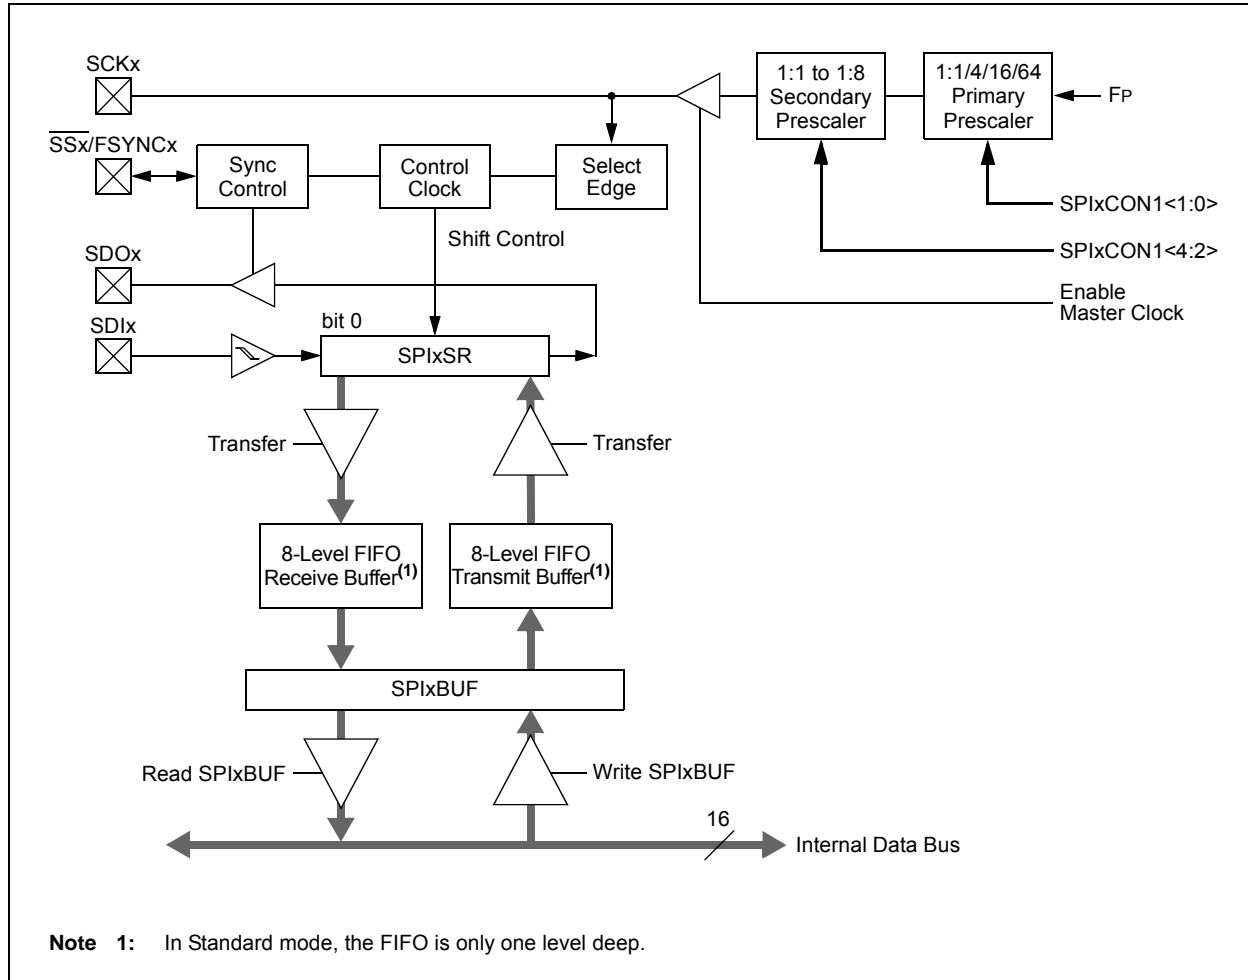 SCKx
1:1 to 1:8
Secondary
Prescaler
1:1/4/16/64
Primary
Prescaler
FP
SSx/FSYNCx
Sync
Control
Control
Clock
Select
Edge
SPIxCON1<1:0>
Shift Control
SPIxCON1<4:2>
SDOx
Enable
Master Clock
SDIx
bit 0
SPIxSR
Transfer
Transfer
8-Level FIFO
Receive Buffer(1)
8-Level FIFO
Transmit Buffer(1)
SPIxBUF
Read SPIxBUF
Write SPIxBUF
16
Internal Data Bus
Note 1: In Standard mode, the FIFO is only one level deep.